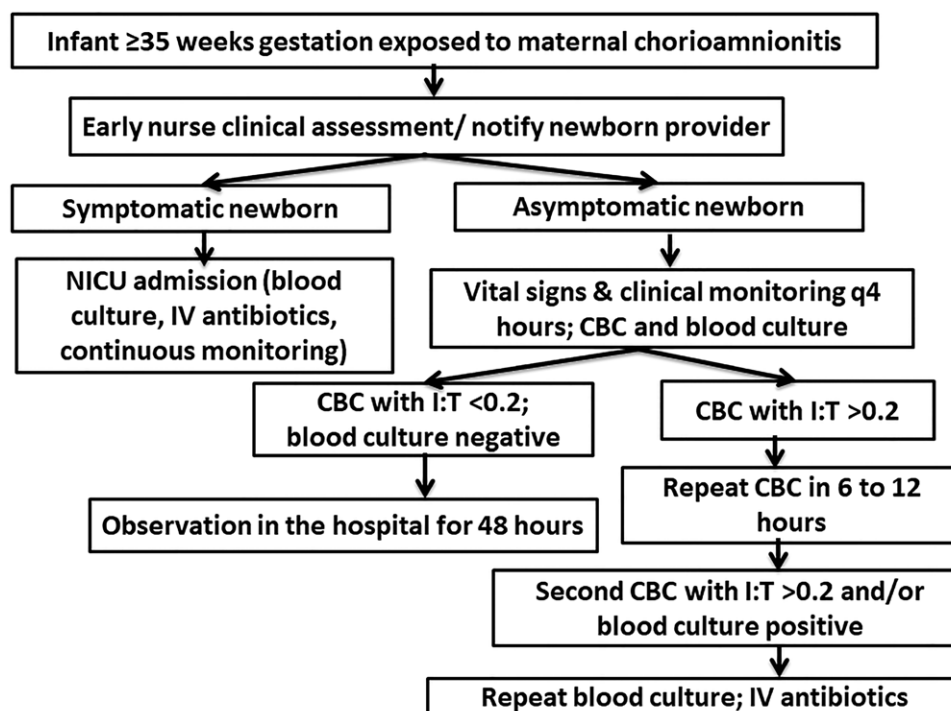 Infant ≥35 weeks gestation exposed to maternal chorioamnionitis
Early nurse clinical assessment/ notify newborn provider
Symptomatic newborn
Asymptomatic newborn
NICU admission (blood
culture, IV antibiotics,
continuous monitoring)
Vital signs & clinical monitoring q4
hours; CBC and blood culture
CBC with I:T <0.2;
blood culture negative
CBC with I:T >0.2
Observation in the hospital for 48 hours
Repeat CBC in 6 to 12
hours
Second CBC with I:T >0.2 and/or
blood culture positive
Repeat blood culture; IV antibiotics